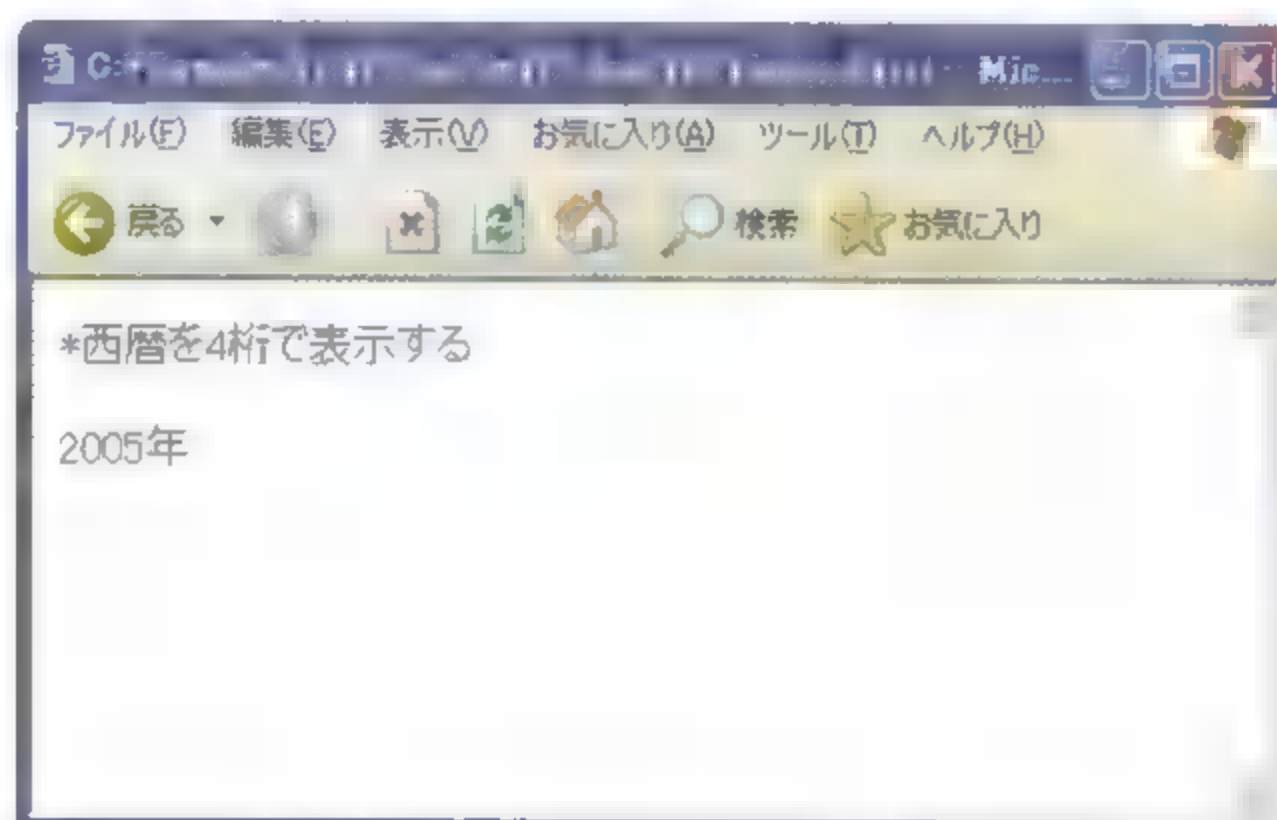 C: Mic...
ファイル(F) 編集(E) 表示(V) お気に入り(A) ツール(T) ヘルプ(H)
戻る 検索 お気に入り
*西暦を4桁で表示する
2005年